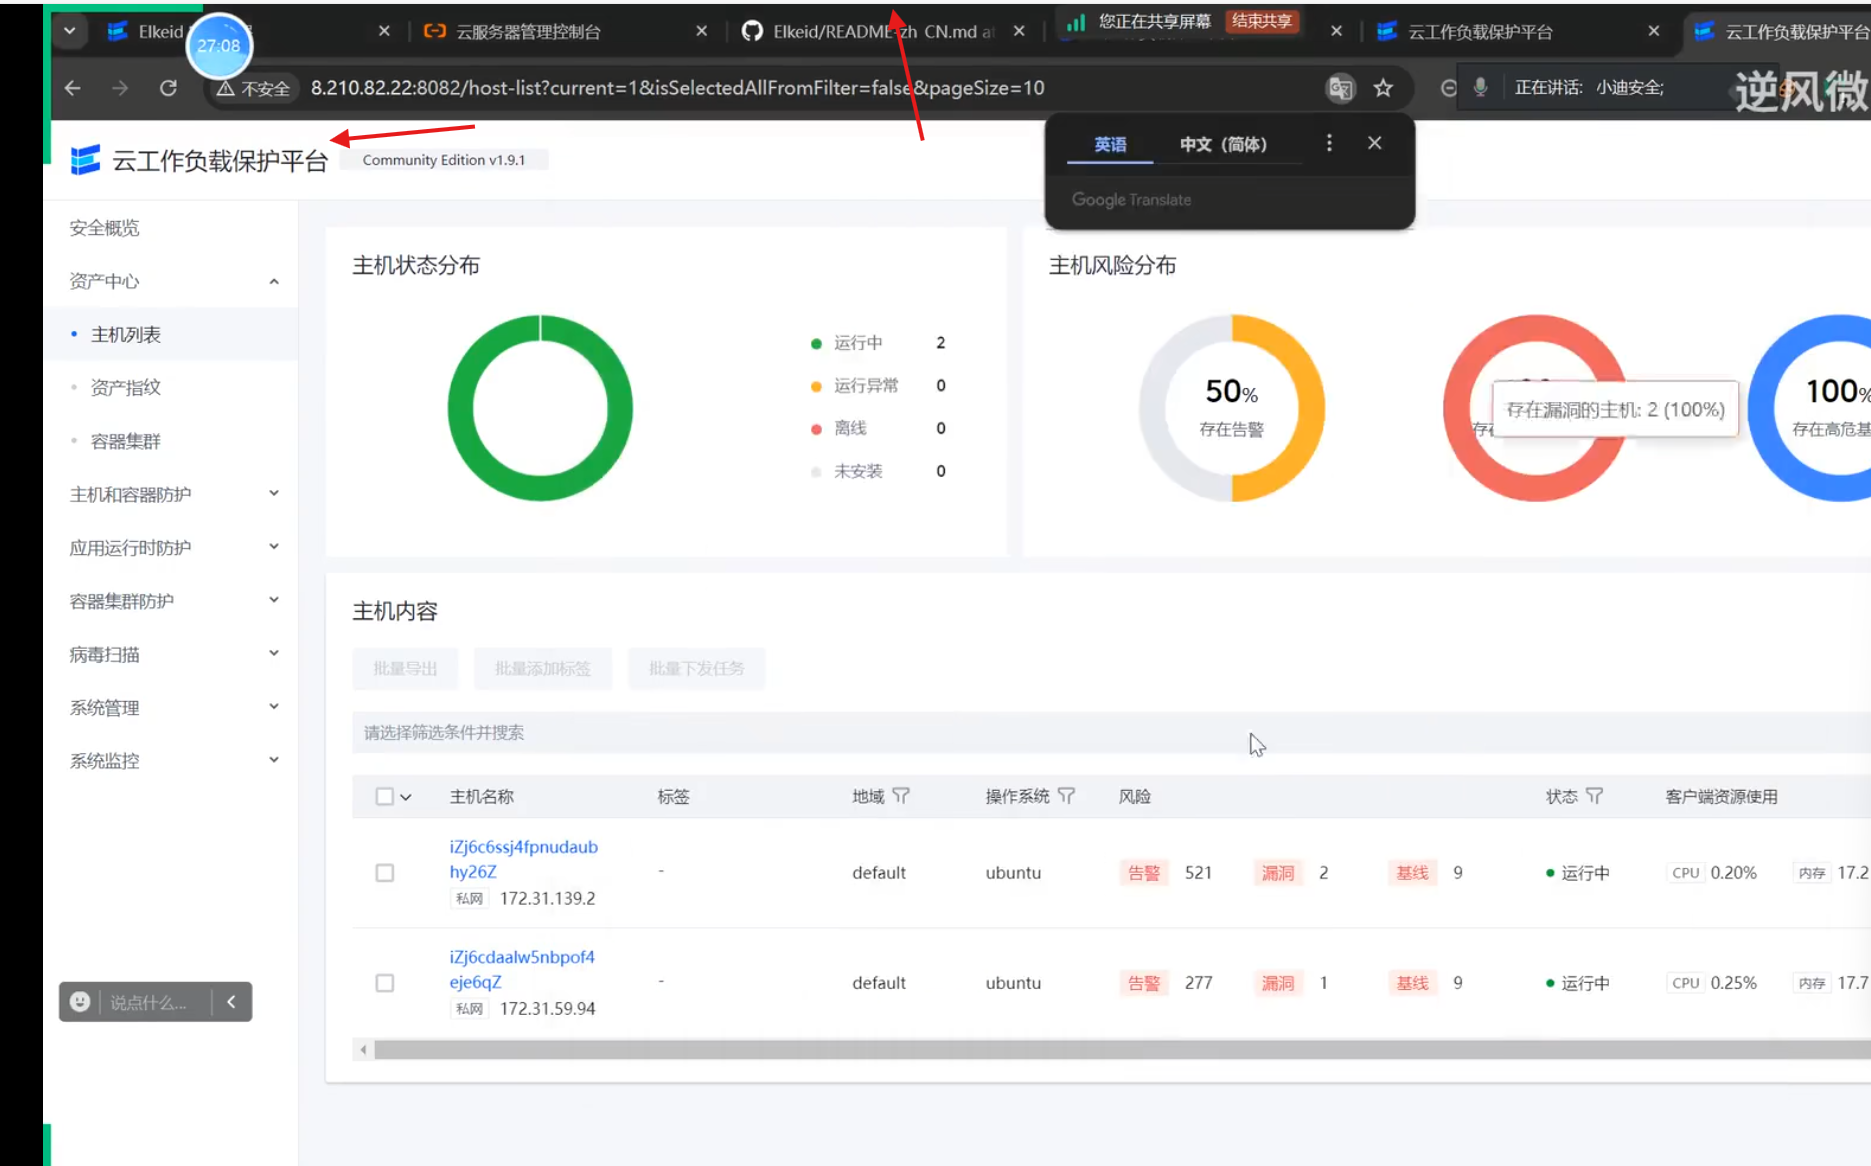 Elkeid
27:08
云服务器管理控制台
Elkeid/README-zh_CN.md at
您正在共享屏幕
结束共享
云工作负载保护平台
云工作负载保护平台
不安全
8.210.82.22:8082/host-list?current=1&isSelectedAllFromFilter=false&pageSize=10
正在讲话: 小迪安全;
逆风微
云工作负载保护平台
Community Edition v1.9.1
英语
中文（简体）
Google Translate
安全概览
资产中心
主机列表
资产指纹
容器集群
主机和容器防护
应用运行时防护
容器集群防护
病毒扫描
系统管理
系统监控
说点什么...
主机状态分布
运行中 2
运行异常 0
离线 0
未安装 0
主机风险分布
50%
存在告警
存在漏洞的主机: 2 (100%)
100%
存在高危基
主机内容
批量导出
批量添加标签
批量下发任务
请选择筛选条件并搜索
主机名称 标签 地域 操作系统 风险 状态 客户端资源使用
iZj6c6ssj4fpnudaub
hy26Z
私网 172.31.139.2
- default ubuntu 告警 521 漏洞 2 基线 9 运行中 CPU 0.20% 内存 17.2
iZj6cdaalw5nbpof4
eje6qZ
私网 172.31.59.94
- default ubuntu 告警 277 漏洞 1 基线 9 运行中 CPU 0.25% 内存 17.7